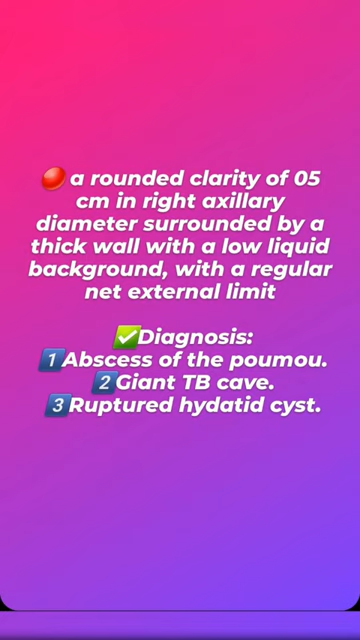 🔴 a rounded clarity of 05
cm in right axillary
diameter surrounded by a
thick wall with a low liquid
background, with a regular
net external limit
✅Diagnosis:
1️⃣Abscess of the poumou.
2️⃣Giant TB cave.
3️⃣Ruptured hydatid cyst.